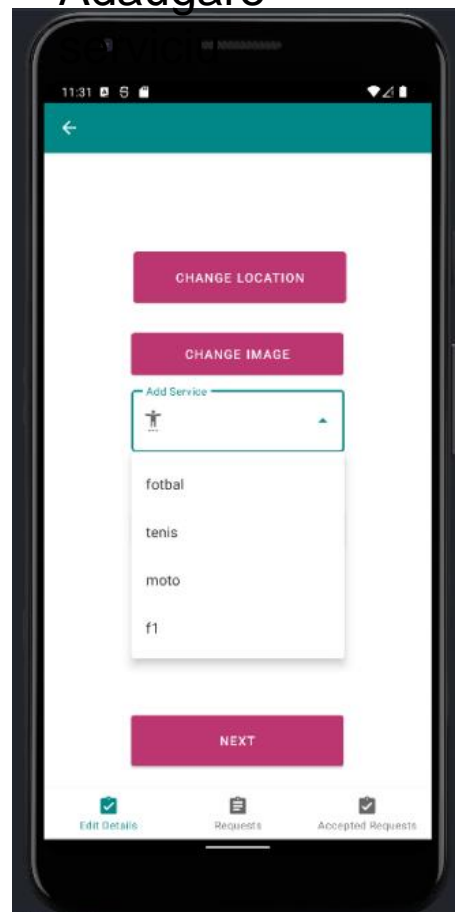 Adăugare
serviciu
11:31
CHANGE LOCATION
CHANGE IMAGE
Add Service
fotbal
tenis
moto
f1
NEXT
Edit Details
Requests
Accepted Requests